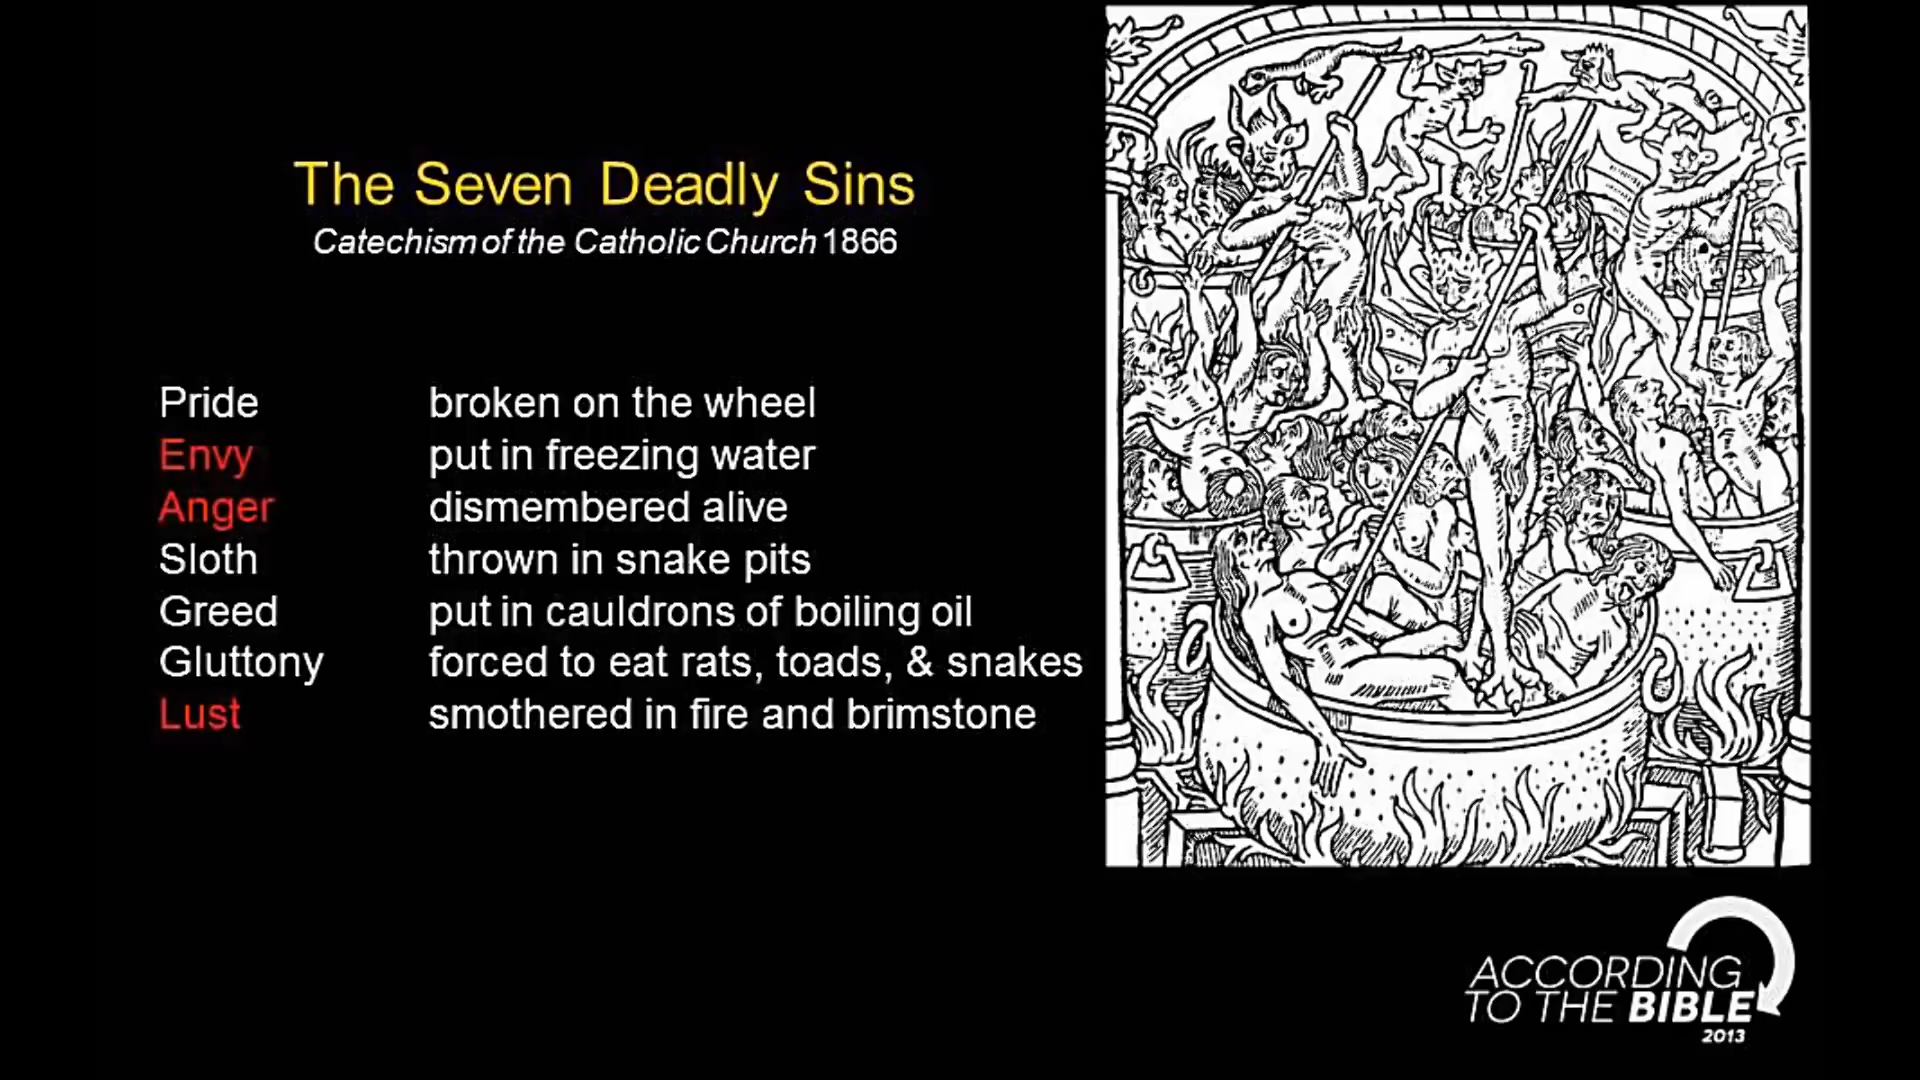 The Seven Deadly Sins
Catechism of the Catholic Church 1866
Pride broken on the wheel
Envy put in freezing water
Anger dismembered alive
Sloth thrown in snake pits
Greed put in cauldrons of boiling oil
Gluttony forced to eat rats, toads, & snakes
Lust smothered in fire and brimstone
ACCORDING
TO THE BIBLE
2013